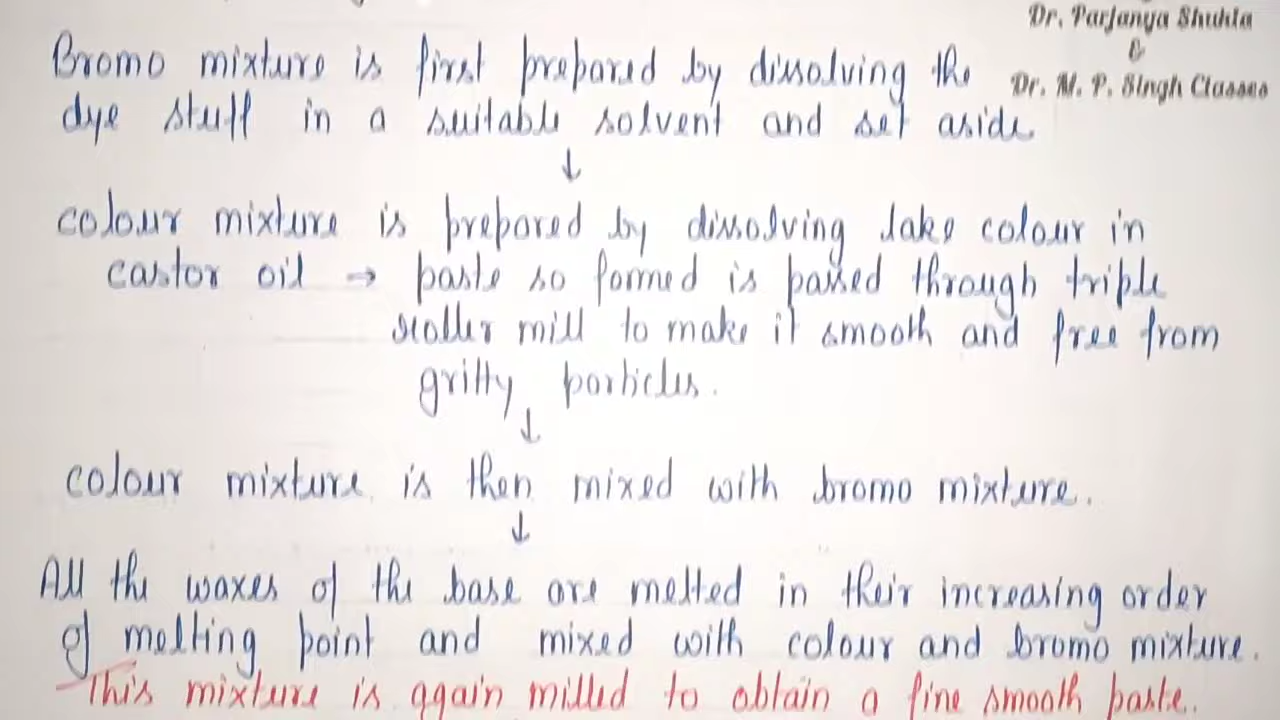 Dr. Parjanya Shukla
&
Dr. M. P. Singh Classes
Bromo mixture is first prepared by dissolving the
dye stuff in a suitable solvent and set aside
↓
colour mixture is prepared by dissolving lake colour in
castor oil → paste so formed is passed through triple
roller mill to make it smooth and free from
gritty particles.
↓
colour mixture is then mixed with bromo mixture.
↓
All the waxes of the base are melted in their increasing order
of melting point and mixed with colour and bromo mixture.
This mixture is again milled to obtain a fine smooth paste.